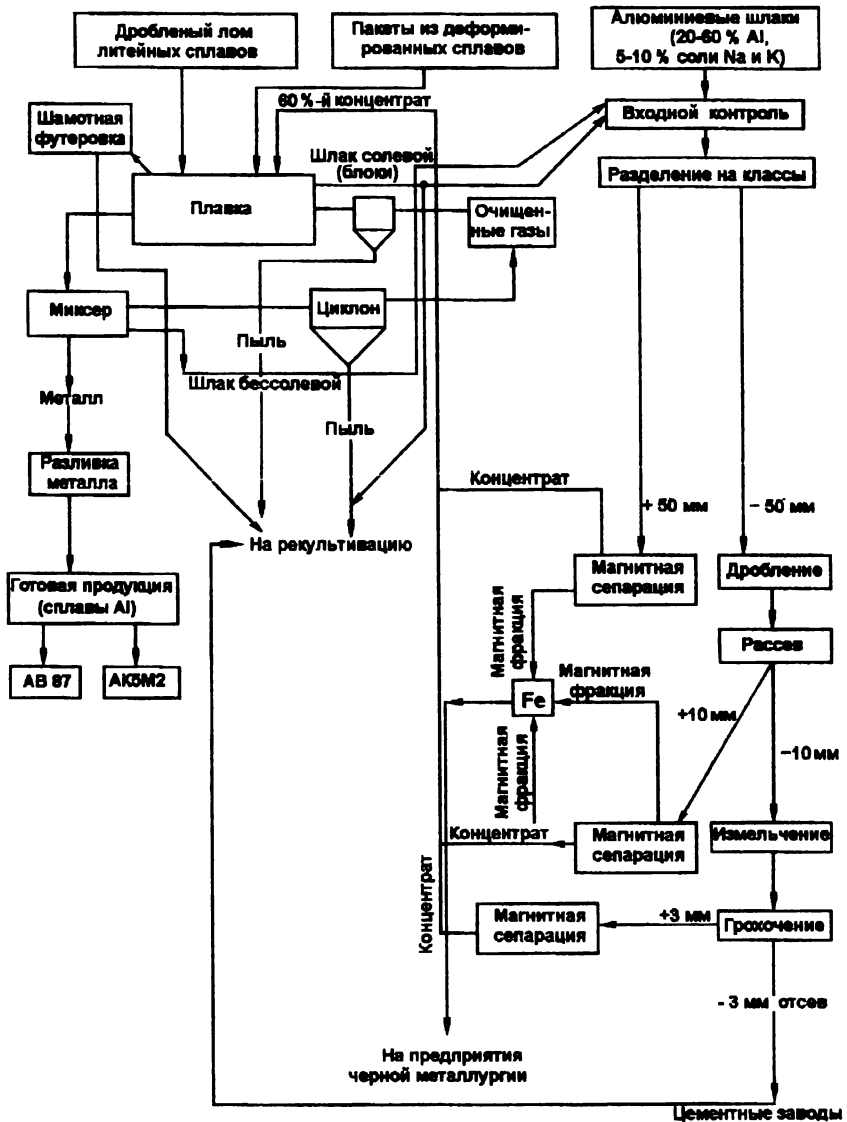 Дробленый лом
литейных сплавов
Пакеты из деформи-
рованных сплавов
Алюминиевые шлаки
(20-60 % Al,
5-10 % соли Na и K)
60 %-й концентрат
Шамотная
футеровка
Входной контроль
Шлак солевой
(блоки)
Разделение на классы
Плавка
Очищен-
ные газы
Миксер
Циклон
Пыль
Шлак бессолевой
Металл
Пыль
Разливка
металла
Концентрат
+ 50 мм
- 50 мм
На рекультивацию
Магнитная
сепарация
Дробление
Готовая продукция
(сплавы Al)
Магнитная
фракция
Рассев
АВ 87
АК5М2
Магнитная
фракция
Fe
+10 мм
-10 мм
Магнитная
фракция
Концентрат
Магнитная
сепарация
Измельчение
Концентрат
Магнитная
сепарация
+3 мм
Грохочение
- 3 мм отсев
На предприятия
черной металлургии
Цементные заводы